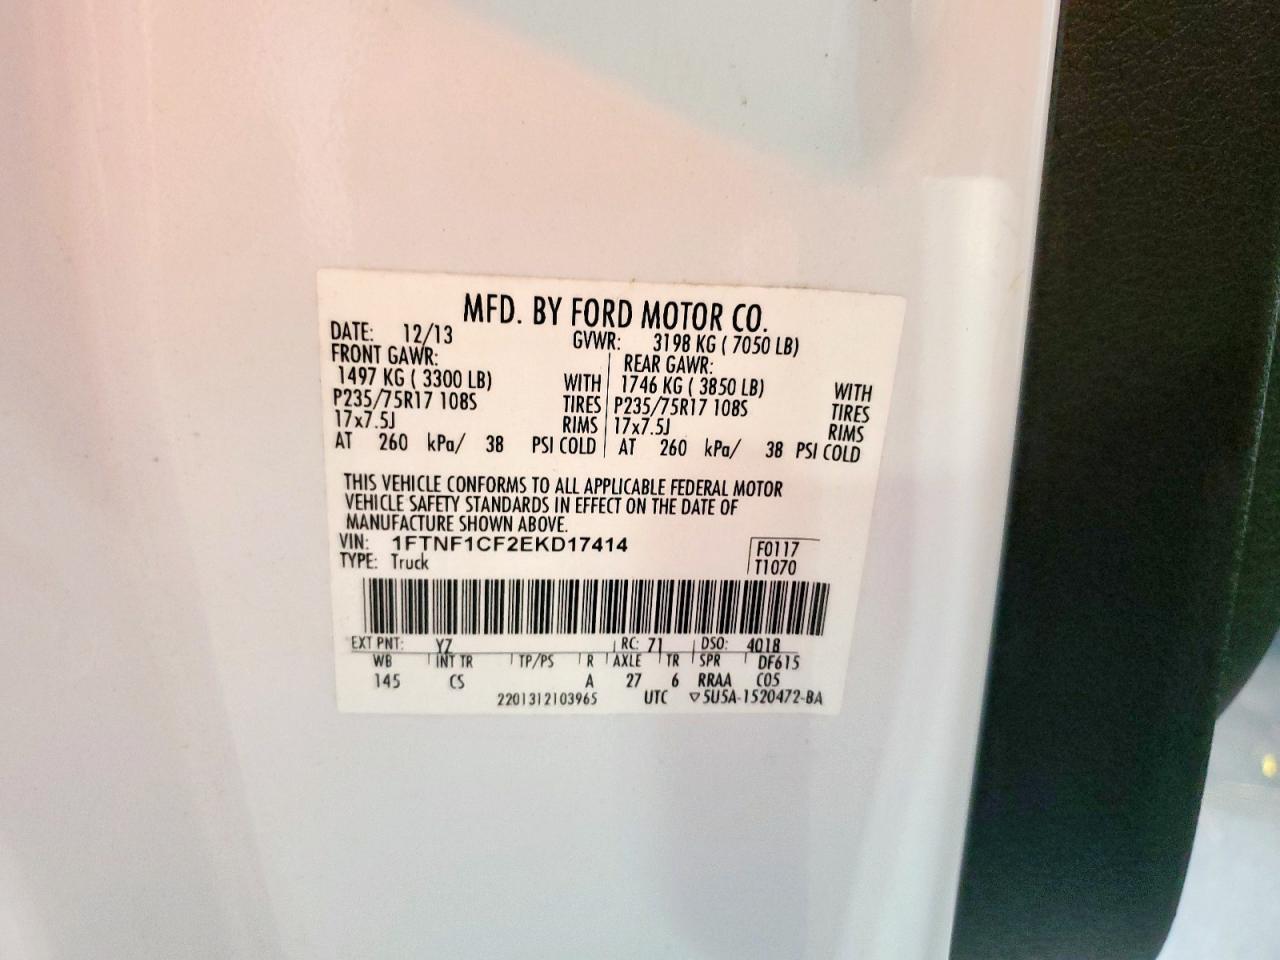 MFD. BY FORD MOTOR CO.
DATE: 12/13 GVWR: 3198 KG ( 7050 LB)
FRONT GAWR: REAR GAWR:
1497 KG ( 3300 LB) WITH 1746 KG ( 3850 LB) WITH
P235/75R17 108S TIRES P235/75R17 108S TIRES
17x7.5J RIMS 17x7.5J RIMS
AT 260 kPa/ 38 PSI COLD AT 260 kPa/ 38 PSI COLD
THIS VEHICLE CONFORMS TO ALL APPLICABLE FEDERAL MOTOR
VEHICLE SAFETY STANDARDS IN EFFECT ON THE DATE OF
MANUFACTURE SHOWN ABOVE.
VIN: 1FTNF1CF2EKD17414 F0117
TYPE: Truck T1070
EXT PNT: YZ RC: 71 DSO: 4018
WB INT TR TP/PS R AXLE TR SPR DF615
145 CS A 27 6 RRAA C05
2201312103965 UTC ▽5U5A-1520472-BA